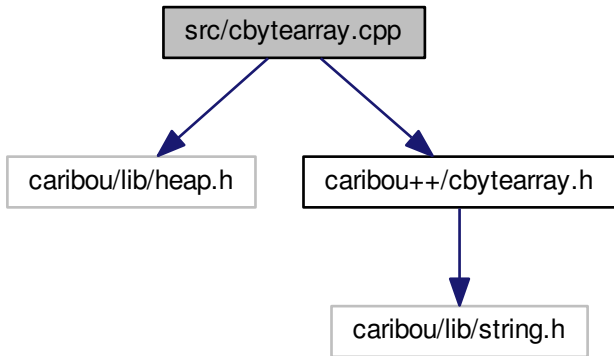 src/cbytearray.cpp
caribou/lib/heap.h
caribou++/cbytearray.h
caribou/lib/string.h